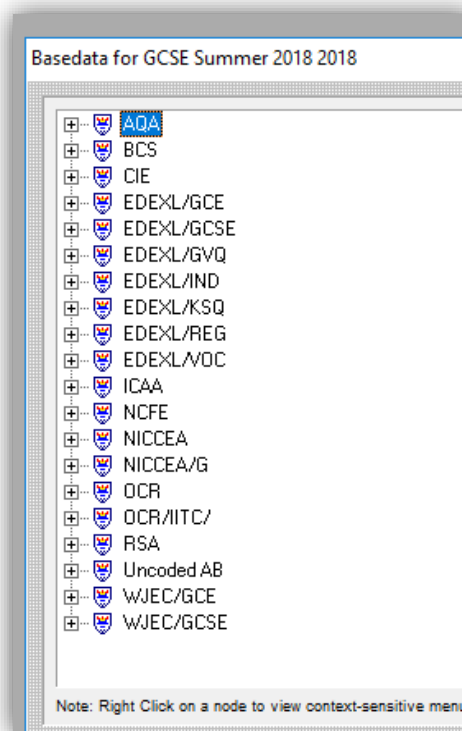 Basedata for GCSE Summer 2018 2018
AQA
BCS
CIE
EDEXL/GCE
EDEXL/GCSE
EDEXL/GVQ
EDEXL/IND
EDEXL/KSQ
EDEXL/REG
EDEXL/VOC
ICAA
NCFE
NICCEA
NICCEA/G
OCR
OCR/IITC/
RSA
Uncoded AB
WJEC/GCE
WJEC/GCSE
Note: Right Click on a node to view context-sensitive menu